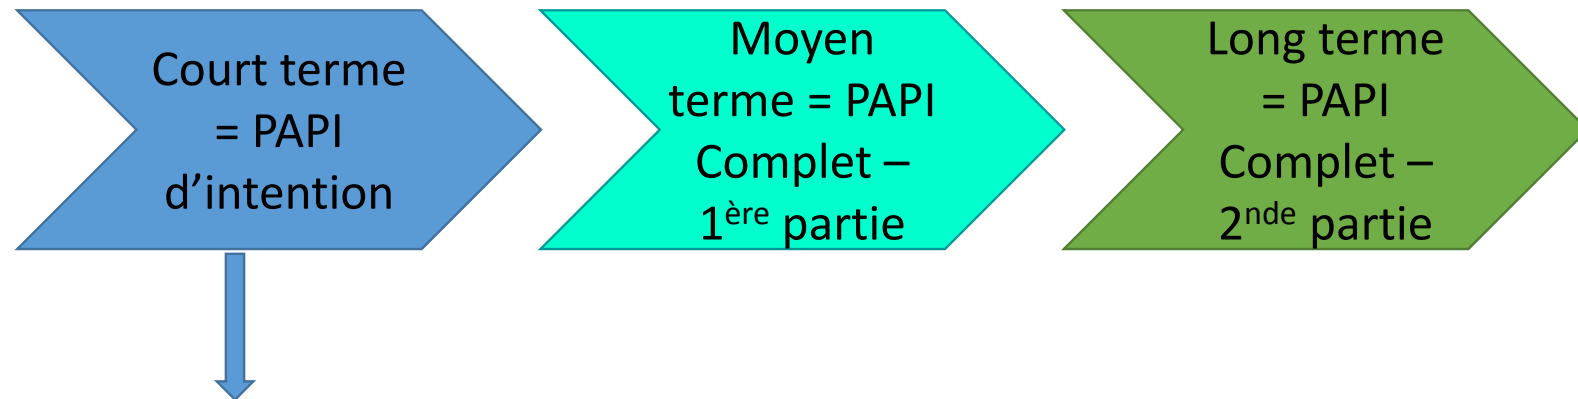 Court terme
= PAPI
d’intention
Moyen
terme = PAPI
Complet –
1ère partie
Long terme
= PAPI
Complet –
2nde partie